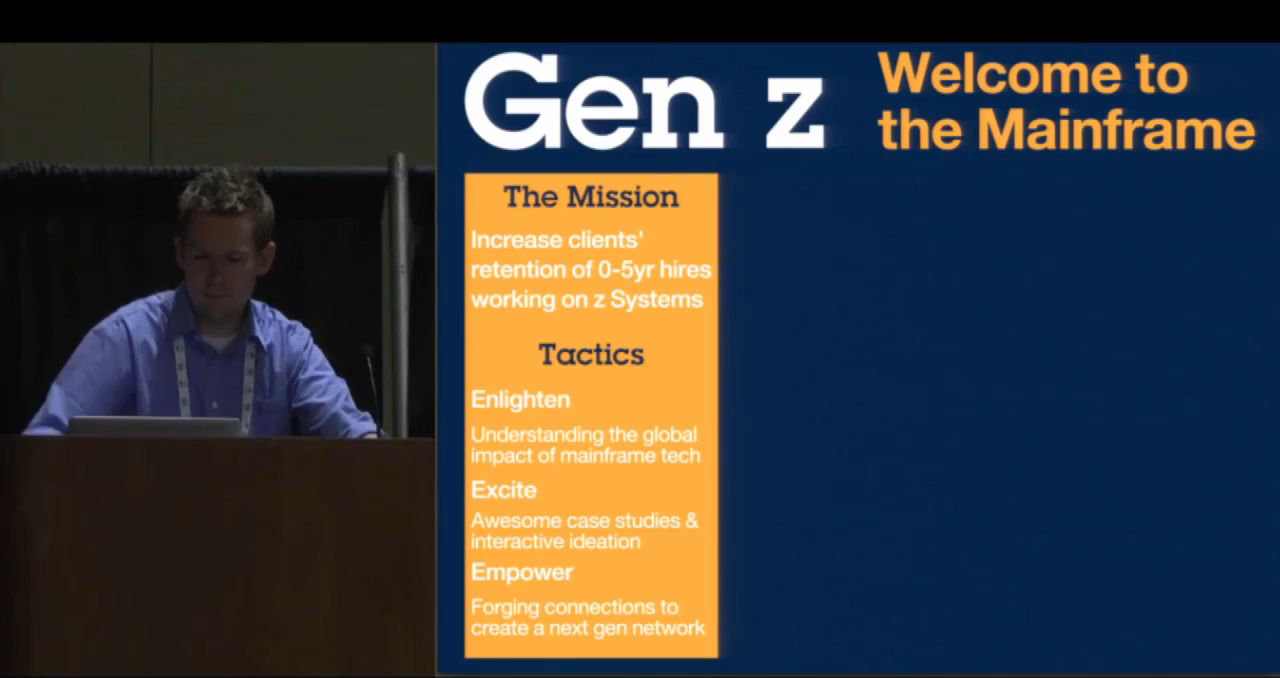 Gen z
Welcome to
the Mainframe
The Mission
Increase clients'
retention of 0-5yr hires
working on z Systems
Tactics
Enlighten
Understanding the global
impact of mainframe tech
Excite
Awesome case studies &
interactive ideation
Empower
Forging connections to
create a next gen network